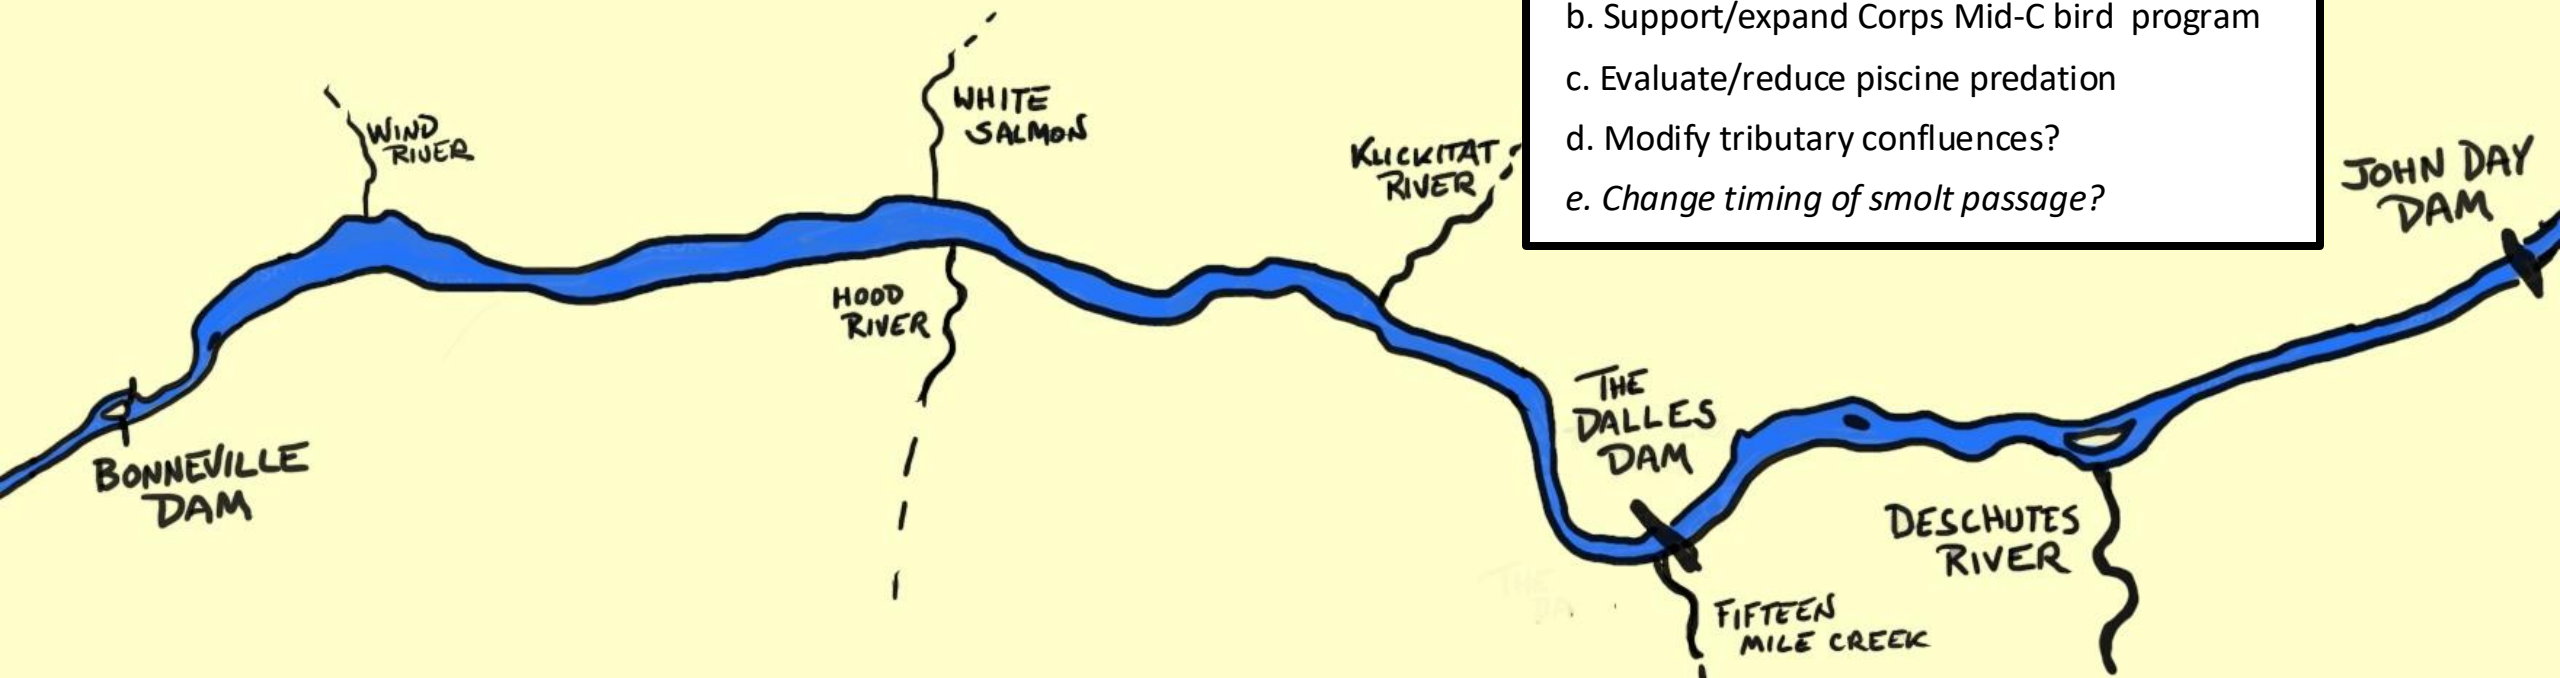 b. Support/expand Corps Mid-C bird program
c. Evaluate/reduce piscine predation
d. Modify tributary confluences?
e. Change timing of smolt passage?
WIND
RIVER
WHITE
SALMON
KLICKITAT
RIVER
JOHN DAY
DAM
HOOD
RIVER
THE
DALLES
DAM
BONNEVILLE
DAM
DESCHUTES
RIVER
FIFTEEN
MILE CREEK
THE